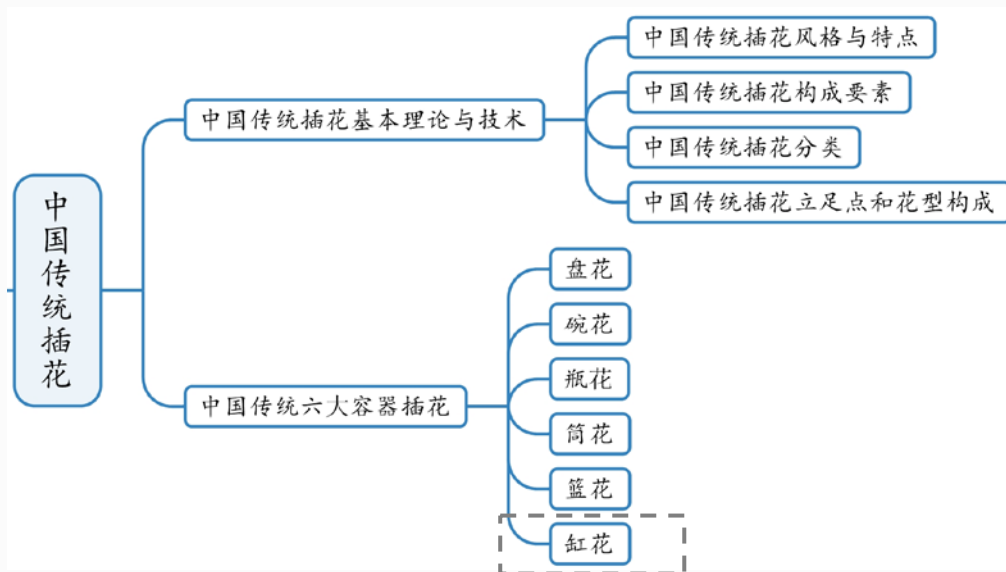 中国传统插花
中国传统插花基本理论与技术
中国传统插花风格与特点
中国传统插花构成要素
中国传统插花分类
中国传统插花立足点和花型构成
中国传统六大容器插花
盘花
碗花
瓶花
筒花
篮花
缸花